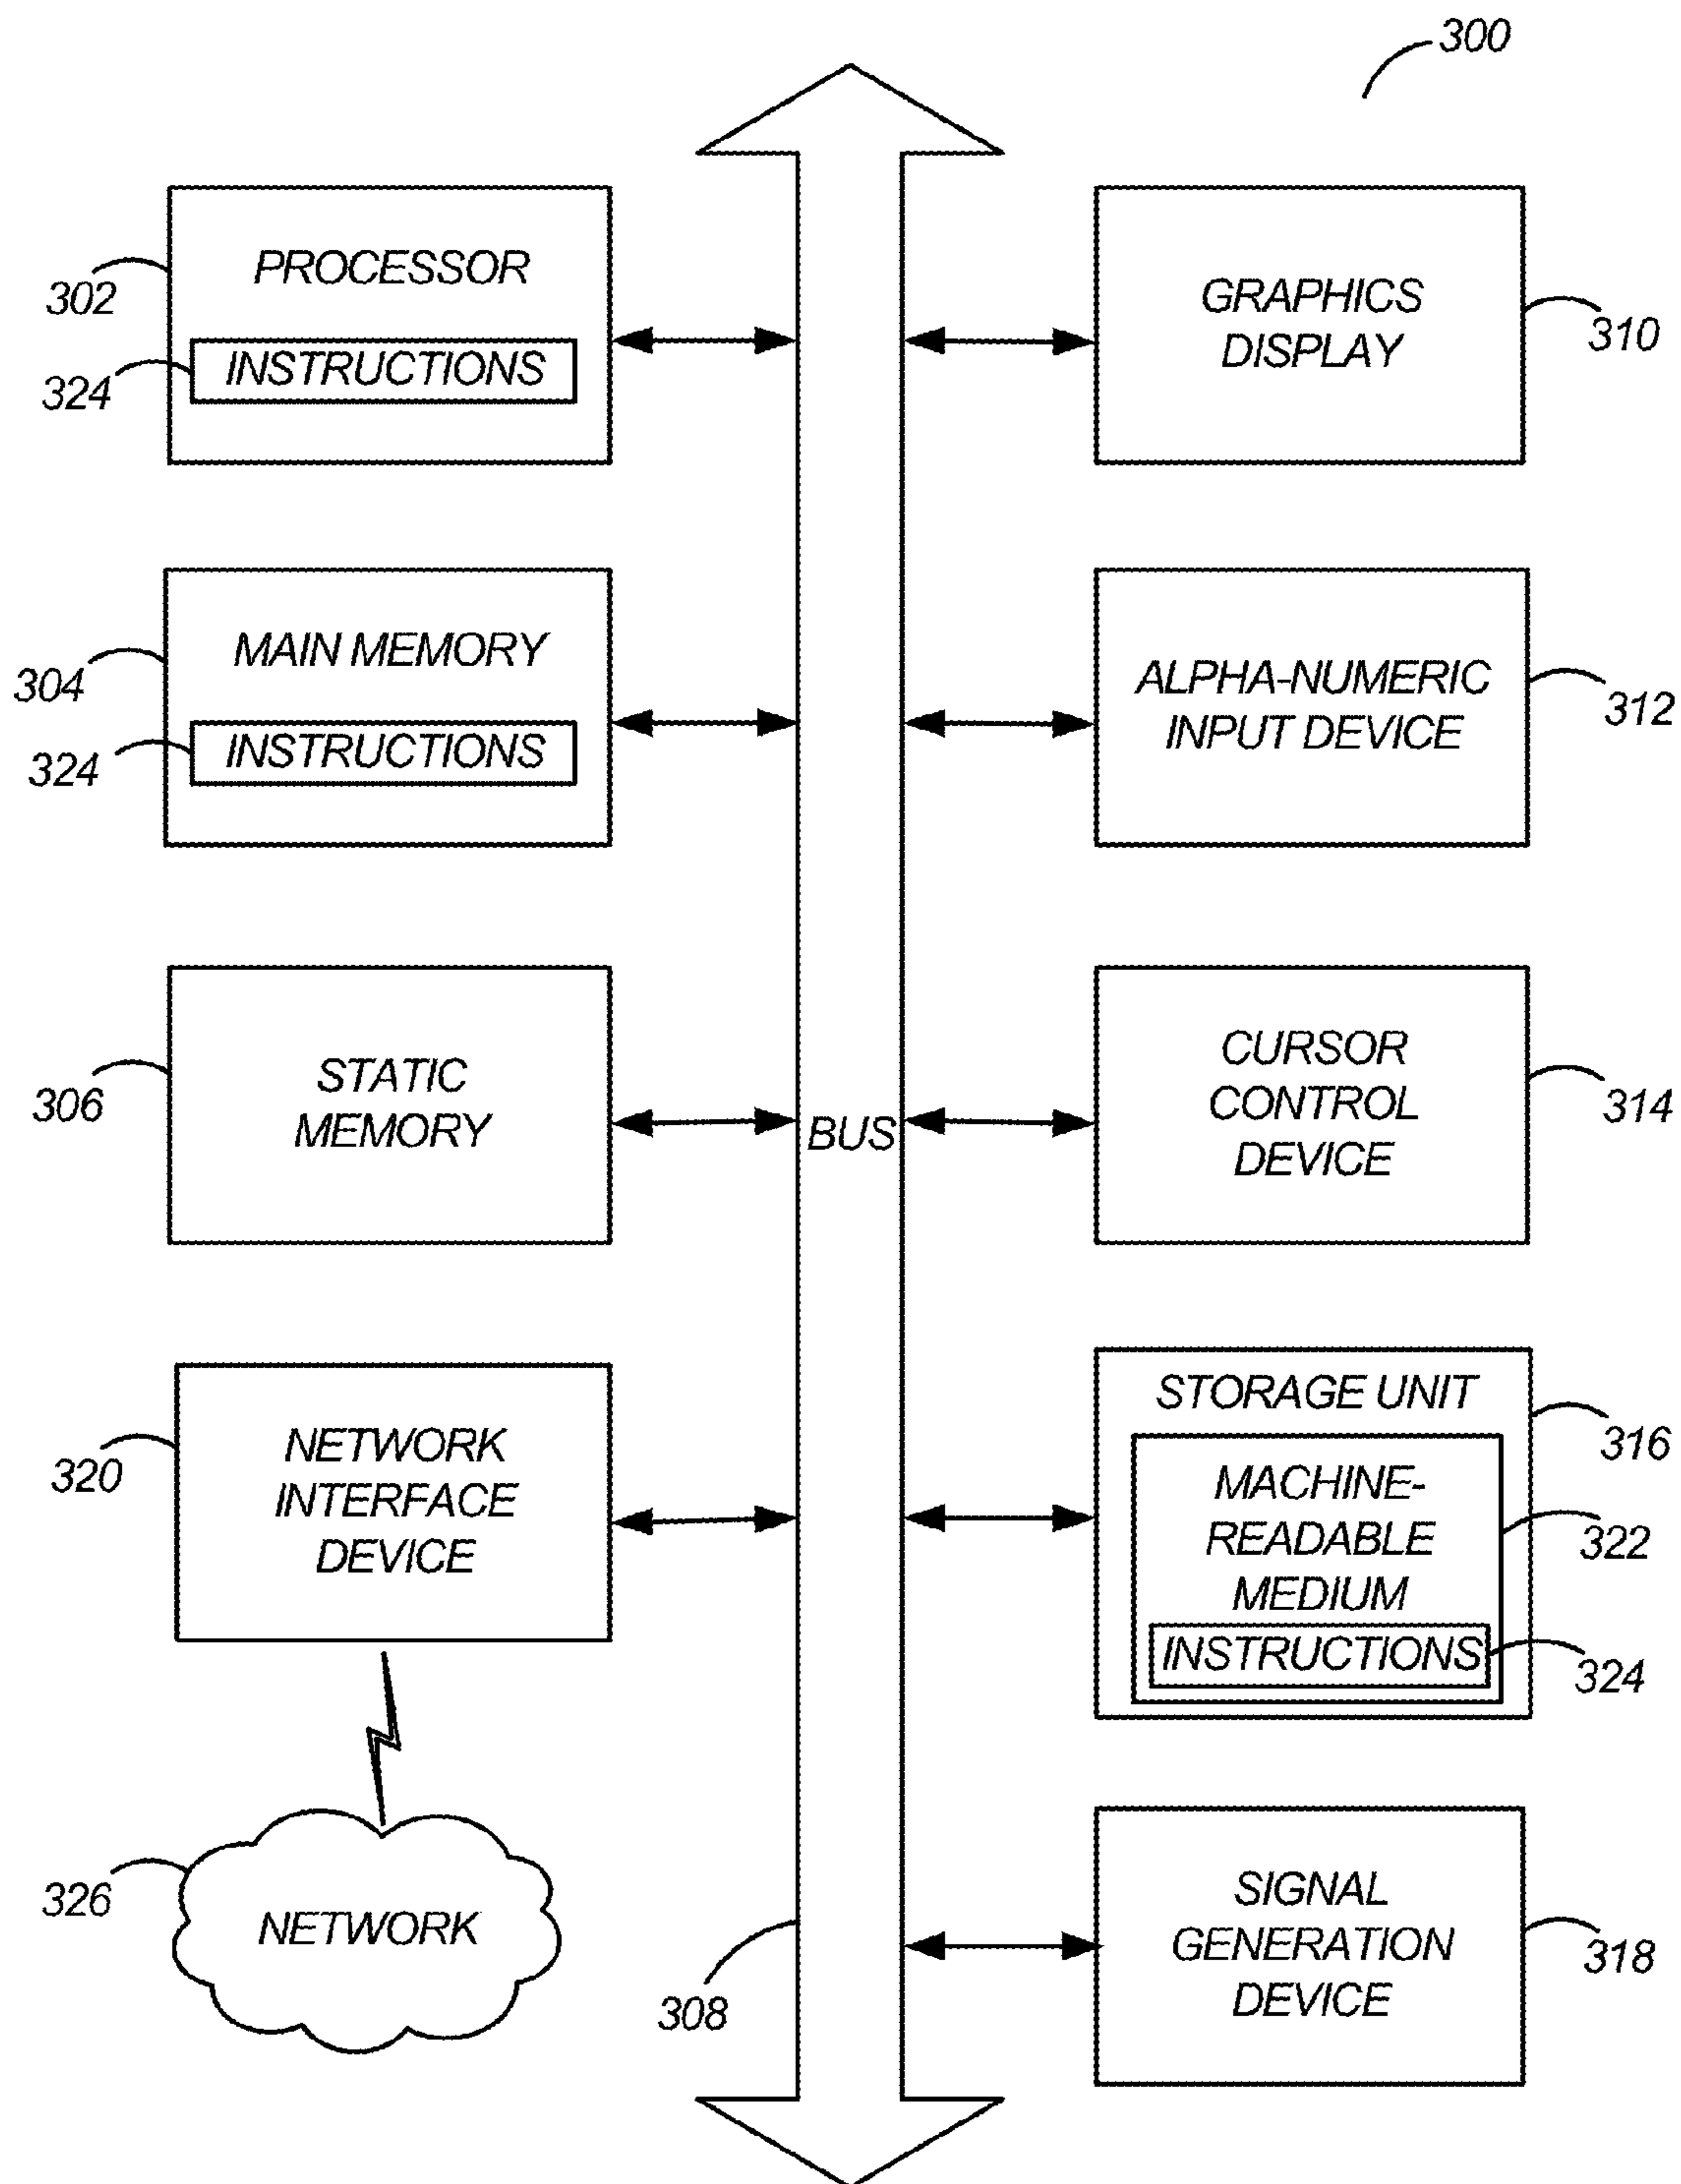 300
PROCESSOR
302
INSTRUCTIONS
324
GRAPHICS
DISPLAY
310
MAIN MEMORY
304
INSTRUCTIONS
324
ALPHA-NUMERIC
INPUT DEVICE
312
STATIC
MEMORY
306
BUS
CURSOR
CONTROL
DEVICE
314
NETWORK
INTERFACE
DEVICE
320
STORAGE UNIT
316
MACHINE-
READABLE
MEDIUM
322
INSTRUCTIONS
324
NETWORK
326
308
SIGNAL
GENERATION
DEVICE
318